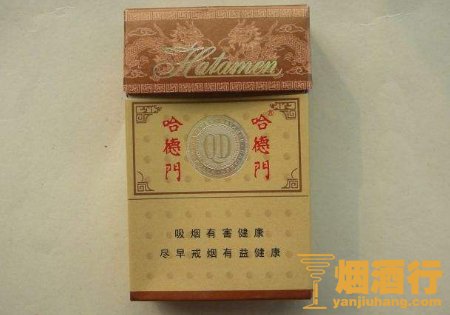 Hatamen
哈德門
QD
哈德門
吸烟有害健康
尽早戒烟有益健康
烟酒行
yanjiuhang.com